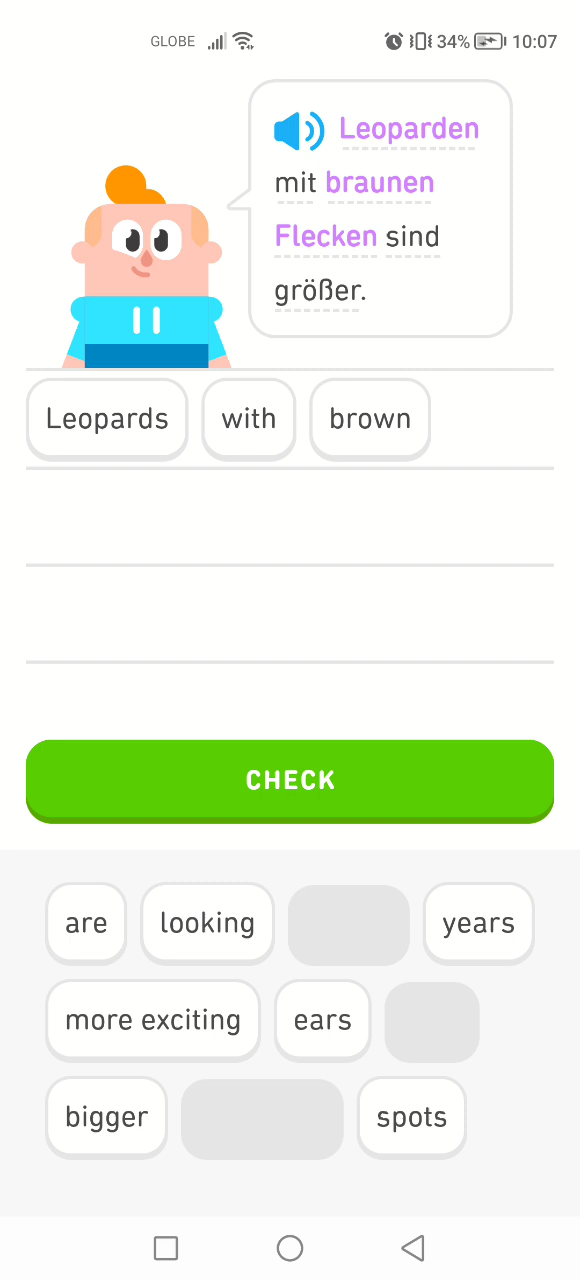 GLOBE 34% 10:07
Leoparden
mit braunen
Flecken sind
größer.
Leopards with brown
CHECK
are looking years
more exciting ears
bigger spots